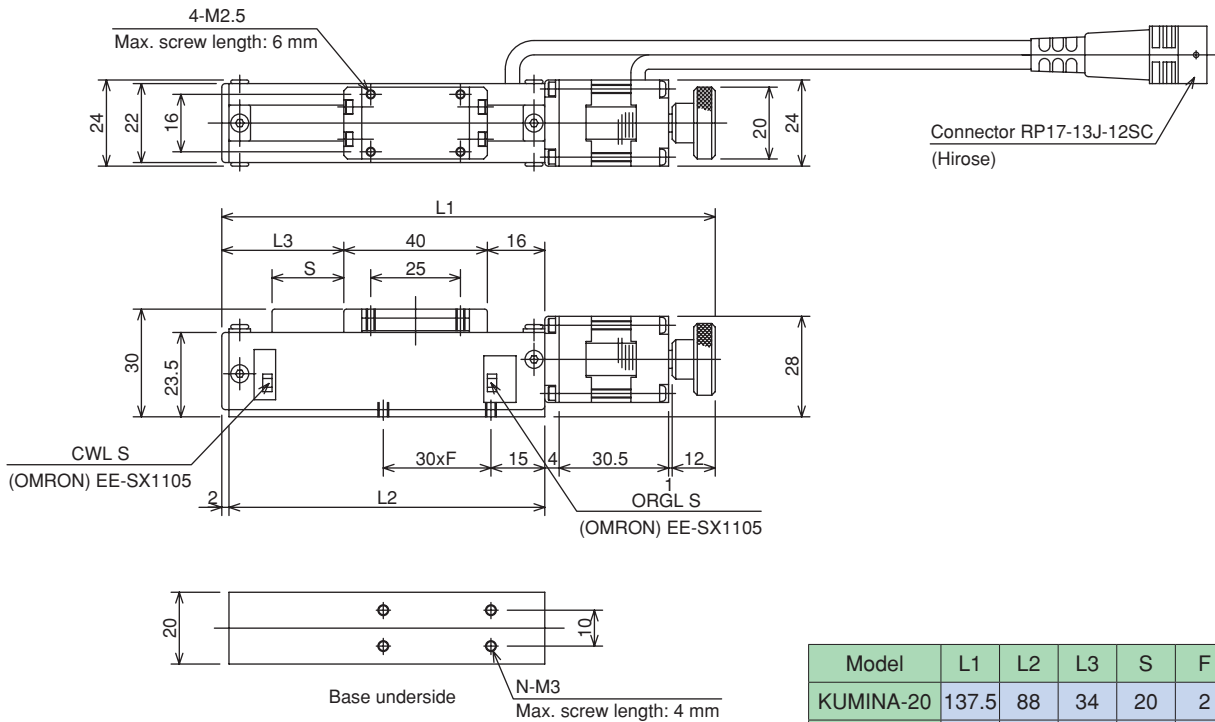 4-M2.5
Max. screw length: 6 mm
24
22
16
20
24
Connector RP17-13J-12SC
(Hirose)
L1
L3
40
16
S
25
30
23.5
28
CWL S
(OMRON) EE-SX1105
30xF
15
4
30.5
12
1
2
L2
ORGL S
(OMRON) EE-SX1105
20
10
Base underside
N-M3
Max. screw length: 4 mm
Model L1 L2 L3 S F
KUMINA-20 137.5 88 34 20 2